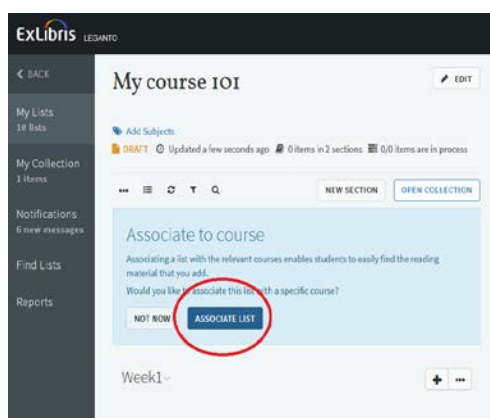 ExLibris LEGANTO
BACK
My Lists
10 lists
My Collection
1 items
Notifications
6 new messages
Find Lists
Reports
My course 101
EDIT
Add Subjects
DRAFT Updated a few seconds ago 0 items in 2 sections 0/0 items are in process
NEW SECTION OPEN COLLECTION
Associate to course
Associating a list with the relevant courses enables students to easily find the reading
material that you add.
Would you like to associate this list with a specific course?
NOT NOW ASSOCIATE LIST
Week1